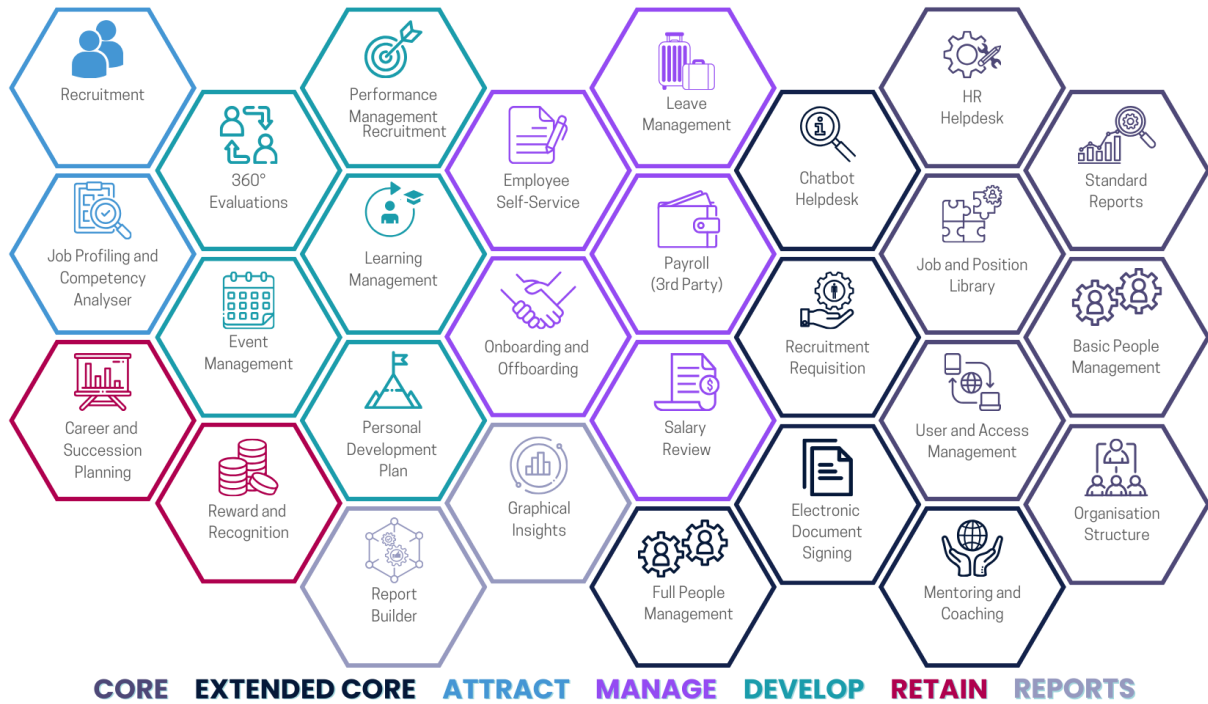 Recruitment
Performance
Management
Recruitment
Leave
Management
HR
Helpdesk
360°
Evaluations
Employee
Self-Service
Chatbot
Helpdesk
Standard
Reports
Job Profiling and
Competency
Analyser
Learning
Management
Payroll
(3rd Party)
Job and Position
Library
Event
Management
Onboarding and
Offboarding
Recruitment
Requisition
Basic People
Management
Career and
Succession
Planning
Personal
Development
Plan
Salary
Review
User and Access
Management
Reward and
Recognition
Graphical
Insights
Electronic
Document
Signing
Organisation
Structure
Report
Builder
Full People
Management
Mentoring and
Coaching
CORE EXTENDED CORE ATTRACT MANAGE DEVELOP RETAIN REPORTS